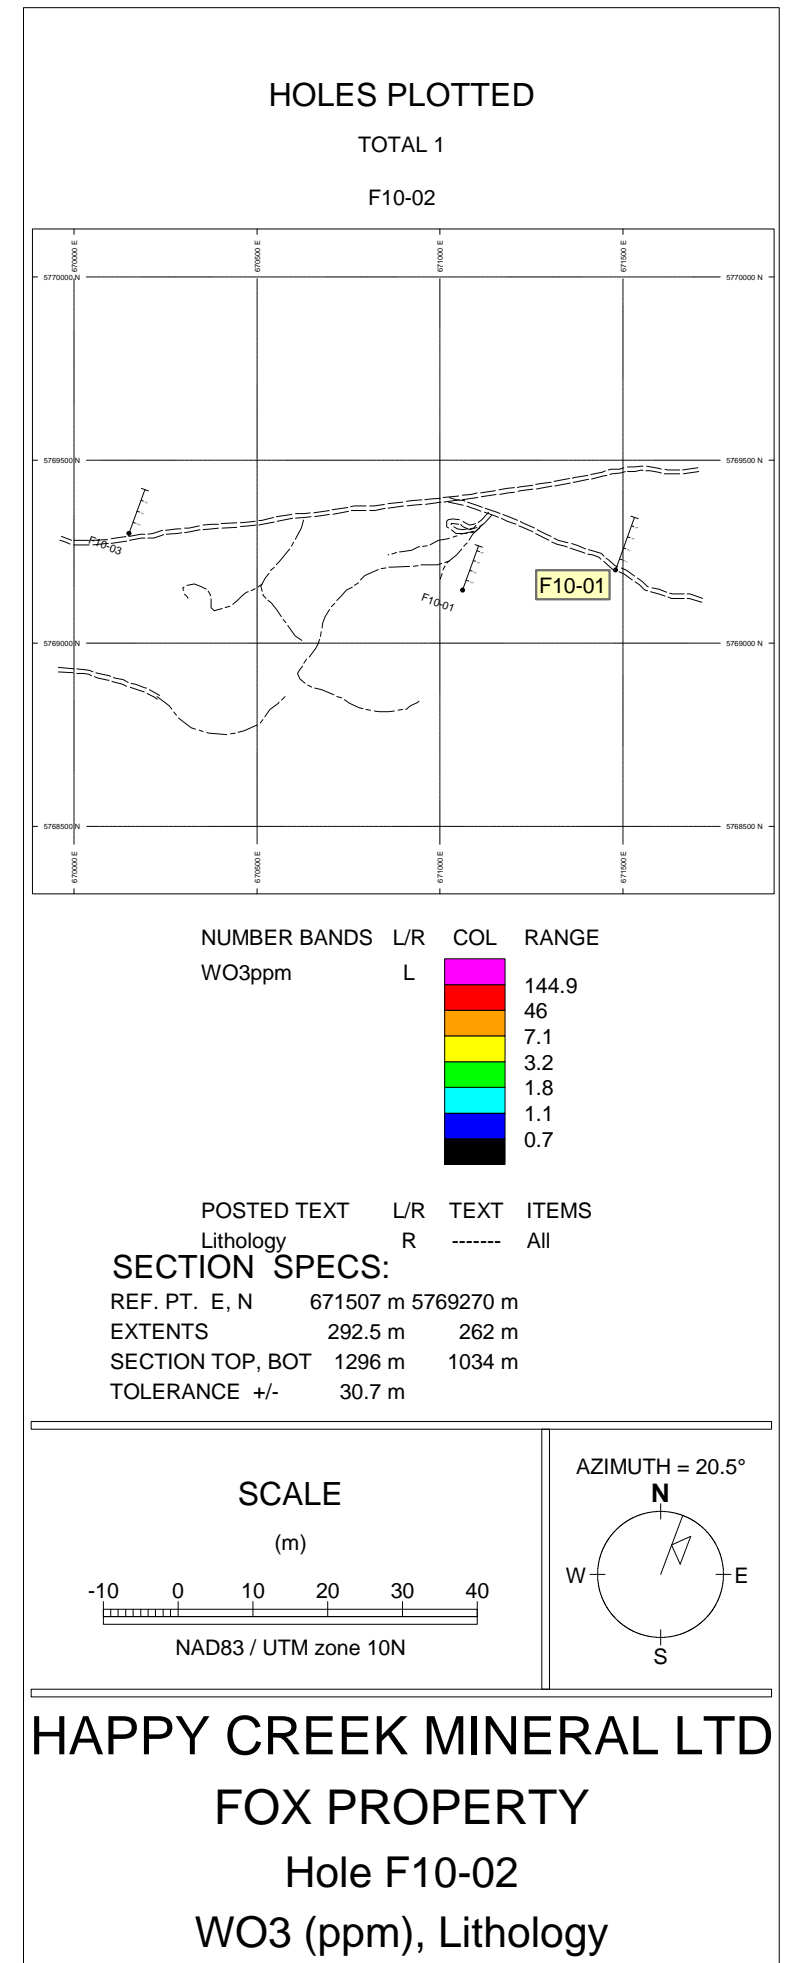 HOLES PLOTTED
TOTAL 1
F10-02
670000 E 670500 E 671000 E 671500 E
5770000 N 5770000 N
5769500 N 5769500 N
F10-03
F10-01
F10-01
5769000 N 5769000 N
5768500 N 5768500 N
670000 E 670500 E 671000 E 671500 E
NUMBER BANDS L/R COL RANGE
WO3ppm L
144.9
46
7.1
3.2
1.8
1.1
0.7
POSTED TEXT L/R TEXT ITEMS
Lithology R ------- All
SECTION SPECS:
REF. PT. E, N 671507 m 5769270 m
EXTENTS 292.5 m 262 m
SECTION TOP, BOT 1296 m 1034 m
TOLERANCE +/- 30.7 m
SCALE
(m)
-10 0 10 20 30 40
NAD83 / UTM zone 10N
AZIMUTH = 20.5°
N
W E
S
HAPPY CREEK MINERAL LTD
FOX PROPERTY
Hole F10-02
WO3 (ppm), Lithology